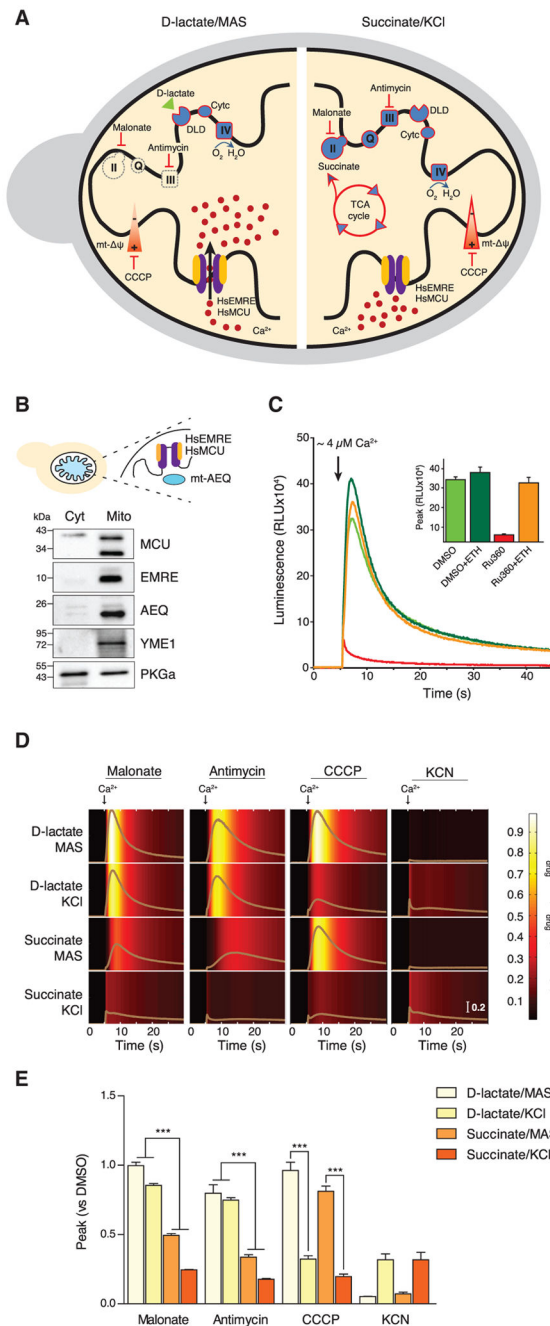 A
D-lactate/MAS
Succinate/KCl
D-lactate
Cytc
DLD
IV
Malonate
Antimycin
O2 H2O
II
Q
III
-
+
mt-Δψ
CCCP
HsEMRE
HsMCU
Ca2+
Antimycin
Malonate
III
DLD
Q
Cytc
II
IV
Succinate
O2 H2O
TCA
cycle
-
+
mt-Δψ
CCCP
HsEMRE
HsMCU
Ca2+
B
HsEMRE
HsMCU
mt-AEQ
kDa
Cyt
Mito
43
34
MCU
10
EMRE
26
AEQ
95
72
YME1
55
43
PKGa
C
~ 4 µM Ca2+
Luminescence (RLUx10⁴)
50
40
30
20
10
0
0 10 20 30 40
Time (s)
Peak (RLUx10⁴)
40
30
20
10
DMSO
DMSO+ETH
Ru360
Ru360+ETH
D
Malonate
Antimycin
CCCP
KCN
Ca2+
Ca2+
Ca2+
Ca2+
D-lactate
MAS
D-lactate
KCl
Succinate
MAS
Succinate
KCl
0.2
0 10 20
0 10 20
0 10 20
0 10 20
Time (s)
Time (s)
Time (s)
Time (s)
0.9
0.8
0.7
0.6
0.5
0.4
0.3
0.2
0.1
E
Peak (vs DMSO)
1.5
1.0
0.5
0.0
***
***
***
***
Malonate
Antimycin
CCCP
KCN
D-lactate/MAS
D-lactate/KCl
Succinate/MAS
Succinate/KCl